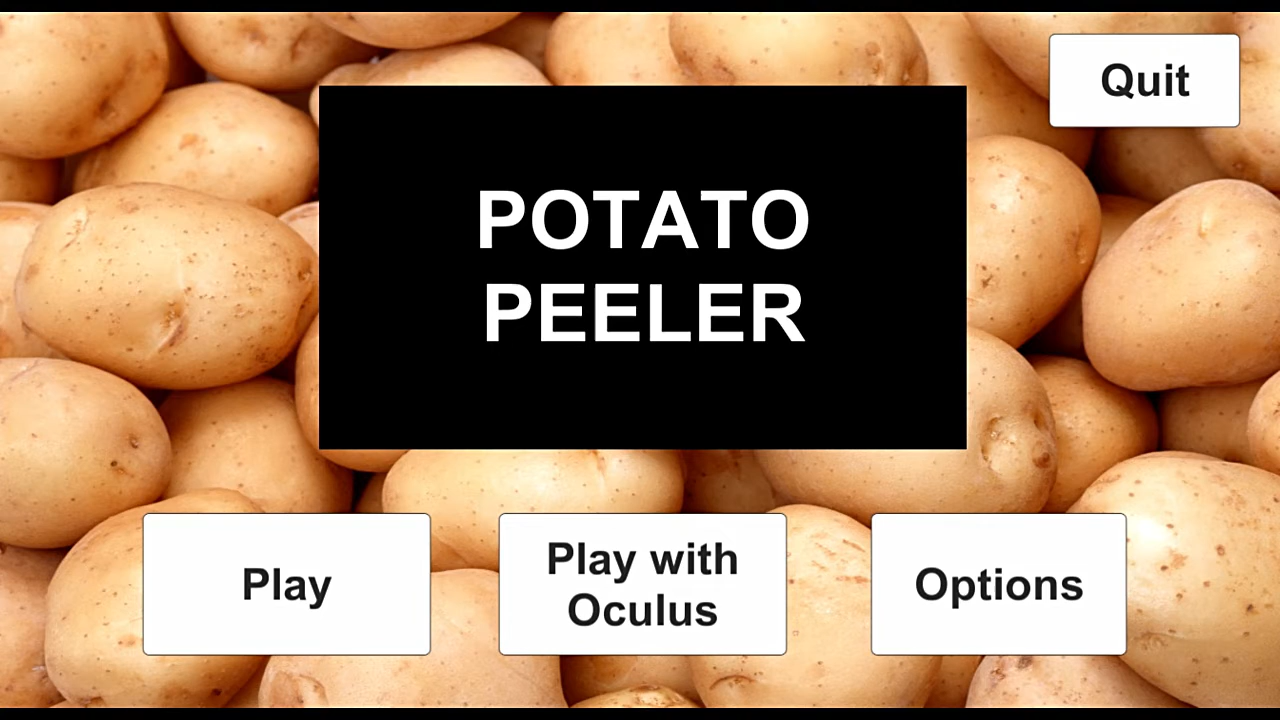 Quit
POTATO
PEELER
Play
Play with
Oculus
Options